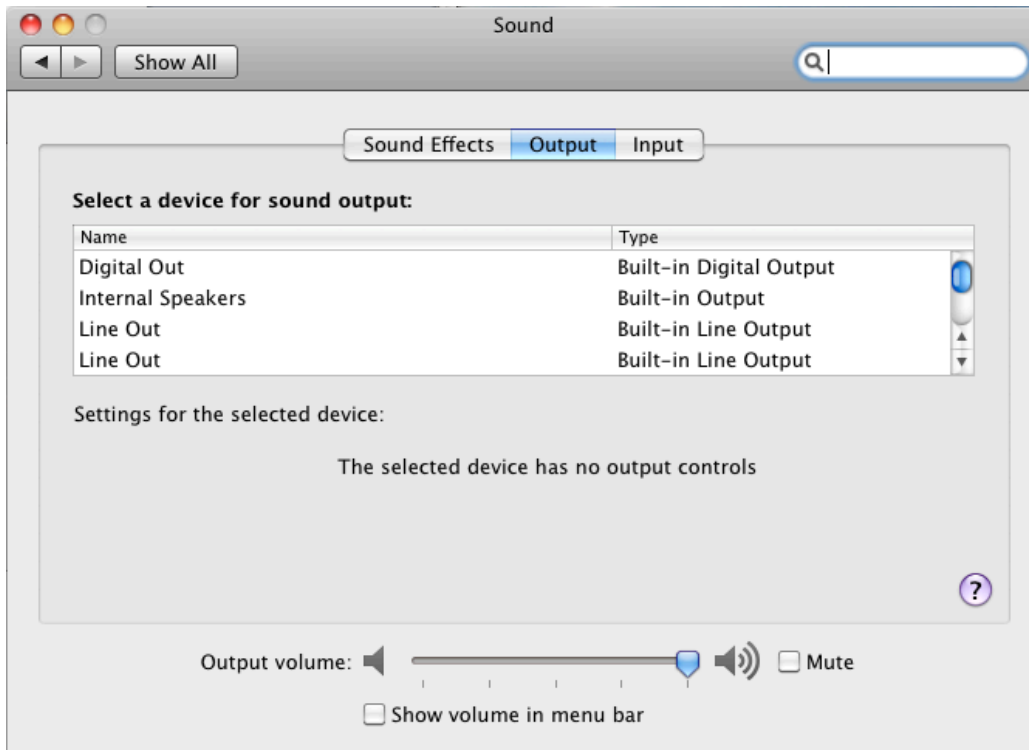 Sound
Show All
Sound Effects Output Input
Select a device for sound output:
Name Type
Digital Out Built-in Digital Output
Internal Speakers Built-in Output
Line Out Built-in Line Output
Line Out Built-in Line Output
Settings for the selected device:
The selected device has no output controls
?
Output volume: Mute
Show volume in menu bar